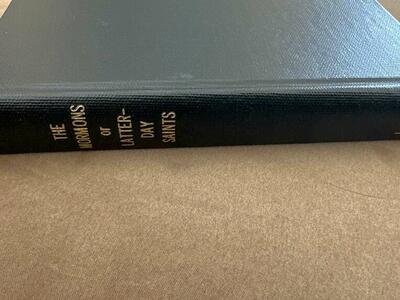 THE
MORMONS
or
LATTER-
DAY
SAINTS